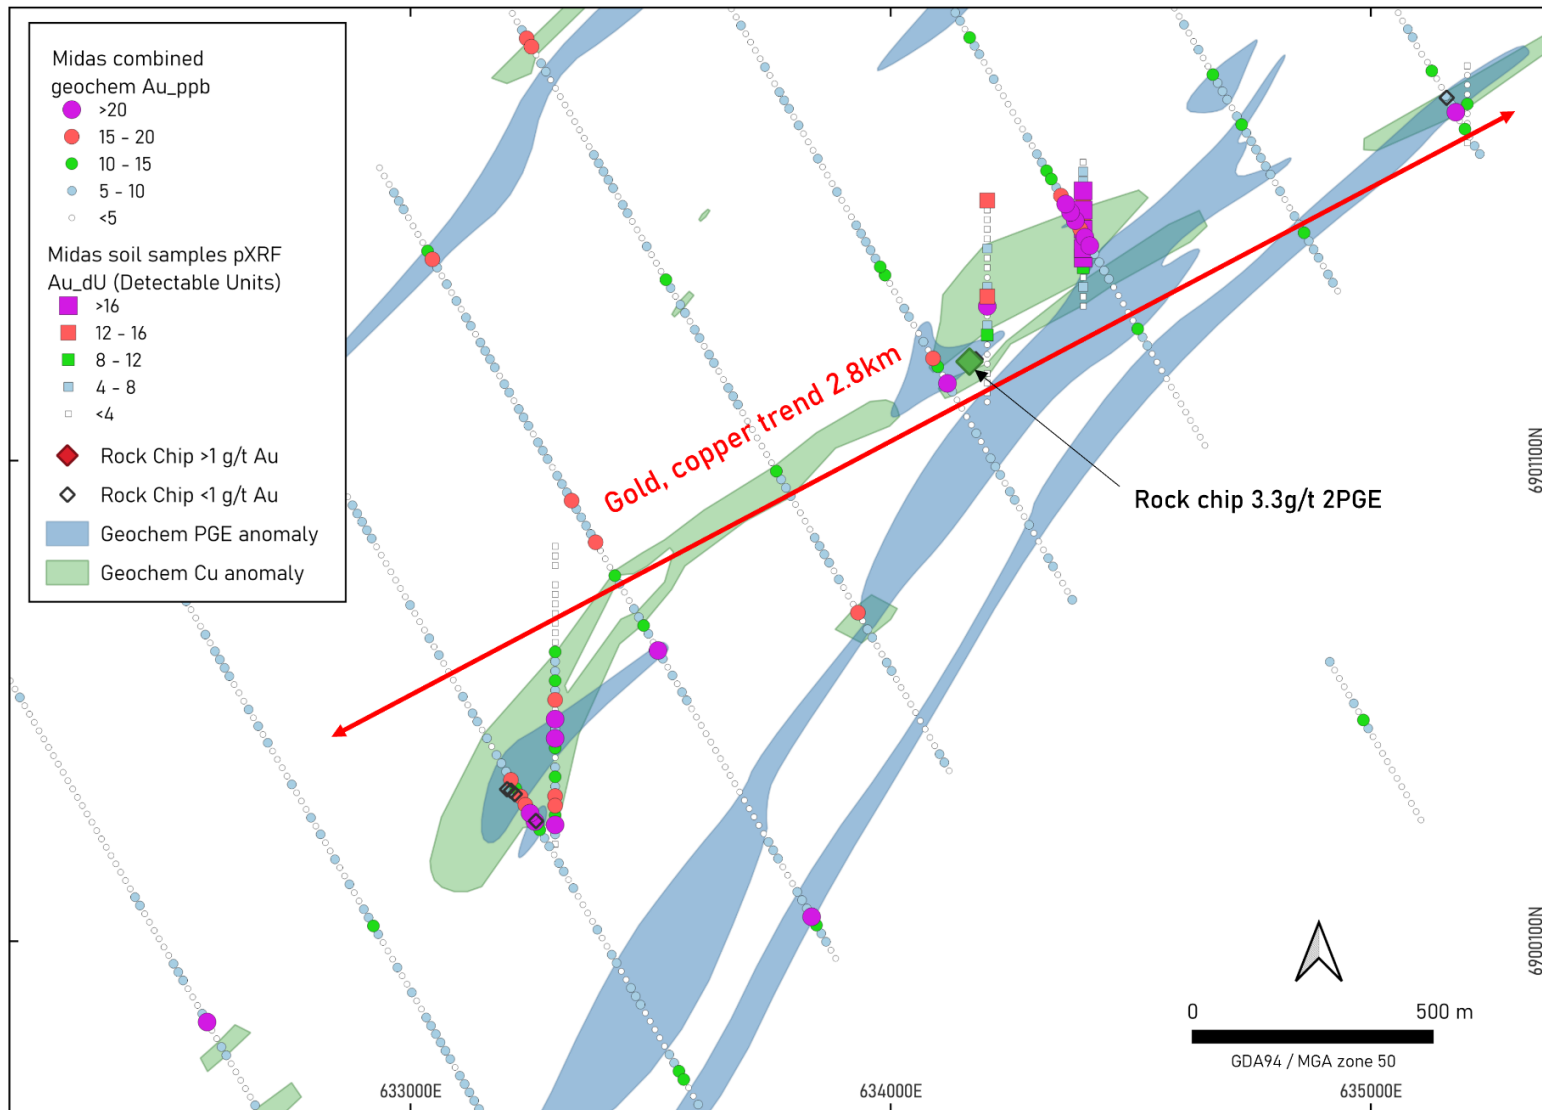 Midas combined
geochem Au_ppb
>20
15 - 20
10 - 15
5 - 10
<5
Midas soil samples pXRF
Au_dU (Detectable Units)
>16
12 - 16
8 - 12
4 - 8
<4
Rock Chip >1 g/t Au
Rock Chip <1 g/t Au
Geochem PGE anomaly
Geochem Cu anomaly
Gold, copper trend 2.8km
Rock chip 3.3g/t 2PGE
6901100N
6900100N
0 500 m
GDA94 / MGA zone 50
633000E 634000E 635000E